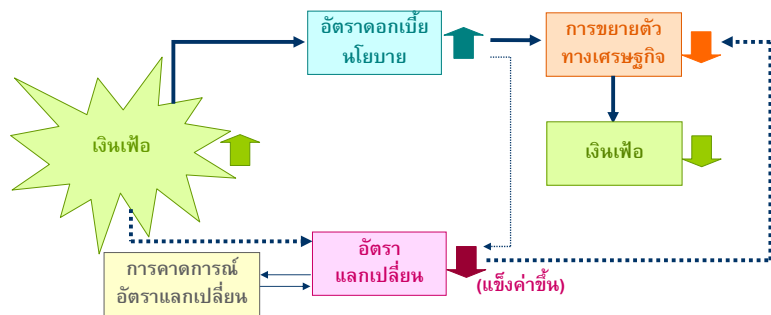 อัตราดอกเบี้ย
นโยบาย
การขยายตัว
ทางเศรษฐกิจ
เงินเฟ้อ
เงินเฟ้อ
อัตรา
แลกเปลี่ยน
(แข็งค่าขึ้น)
การคาดการณ์
อัตราแลกเปลี่ยน